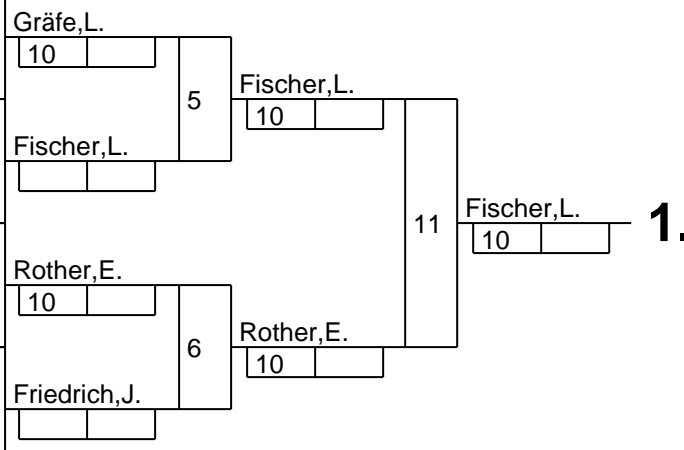 Gräfe,L.
10
5
Fischer,L.
10
Fischer,L.
11
Fischer,L.
10
1.
Rother,E.
10
6
Rother,E.
10
Friedrich,J.